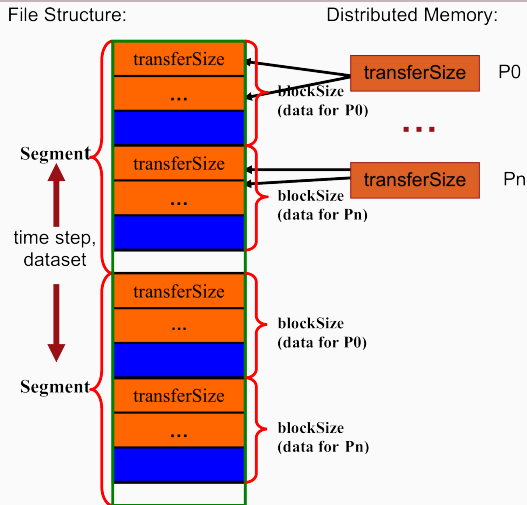 File Structure:
Distributed Memory:
transferSize
...
blockSize
(data for P0)
transferSize
P0
...
Segment
transferSize
...
blockSize
(data for Pn)
transferSize
Pn
time step,
dataset
transferSize
...
blockSize
(data for P0)
Segment
transferSize
...
blockSize
(data for Pn)